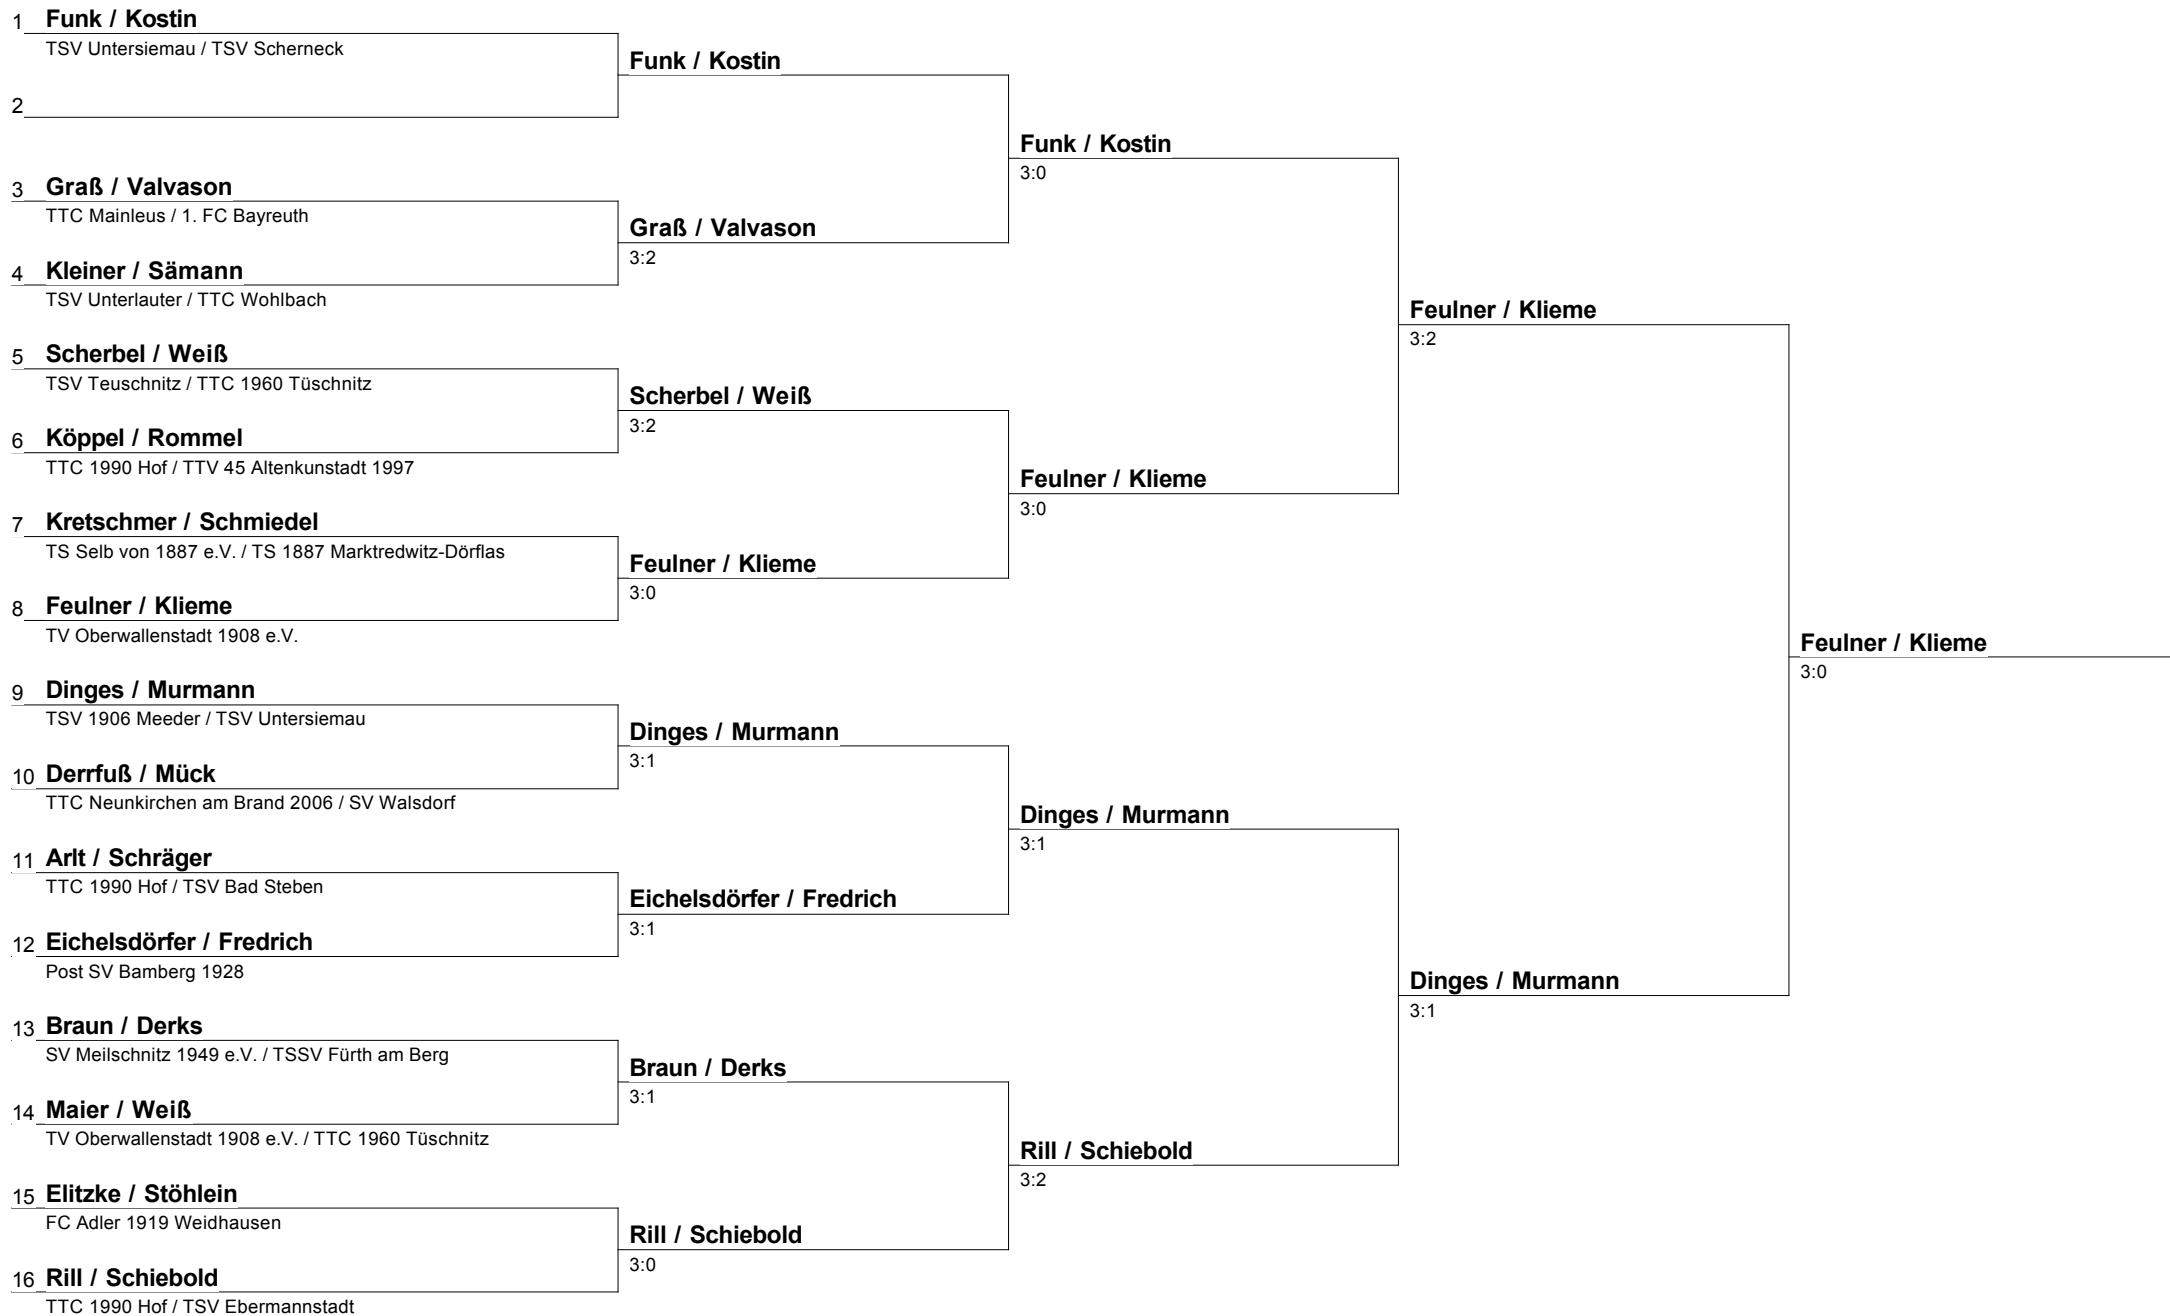 1 Funk / Kostin
TSV Untersiemau / TSV Scherneck
2
3 Graß / Valvason
TTC Mainleus / 1. FC Bayreuth
4 Kleiner / Sämann
TSV Unterlauter / TTC Wohlbach
5 Scherbel / Weiß
TSV Teuschnitz / TTC 1960 Tüschnitz
6 Köppel / Rommel
TTC 1990 Hof / TTV 45 Altenkunstadt 1997
7 Kretschmer / Schmiedel
TS Selb von 1887 e.V. / TS 1887 Marktredwitz-Dörflas
8 Feulner / Klieme
TV Oberwallenstadt 1908 e.V.
9 Dinges / Murmann
TSV 1906 Meeder / TSV Untersiemau
10 Derrfuß / Mück
TTC Neunkirchen am Brand 2006 / SV Walsdorf
11 Arlt / Schräger
TTC 1990 Hof / TSV Bad Steben
12 Eichelsdörfer / Fredrich
Post SV Bamberg 1928
13 Braun / Derks
SV Meilschnitz 1949 e.V. / TSSV Fürth am Berg
14 Maier / Weiß
TV Oberwallenstadt 1908 e.V. / TTC 1960 Tüschnitz
15 Elitzke / Stöhlein
FC Adler 1919 Weidhausen
16 Rill / Schiebold
TTC 1990 Hof / TSV Ebermannstadt
Funk / Kostin
Graß / Valvason
3:2
Scherbel / Weiß
3:2
Feulner / Klieme
3:0
Dinges / Murmann
3:1
Eichelsdörfer / Fredrich
3:1
Braun / Derks
3:1
Rill / Schiebold
3:0
Funk / Kostin
3:0
Feulner / Klieme
3:0
Dinges / Murmann
3:1
Rill / Schiebold
3:2
Feulner / Klieme
3:2
Dinges / Murmann
3:1
Feulner / Klieme
3:0